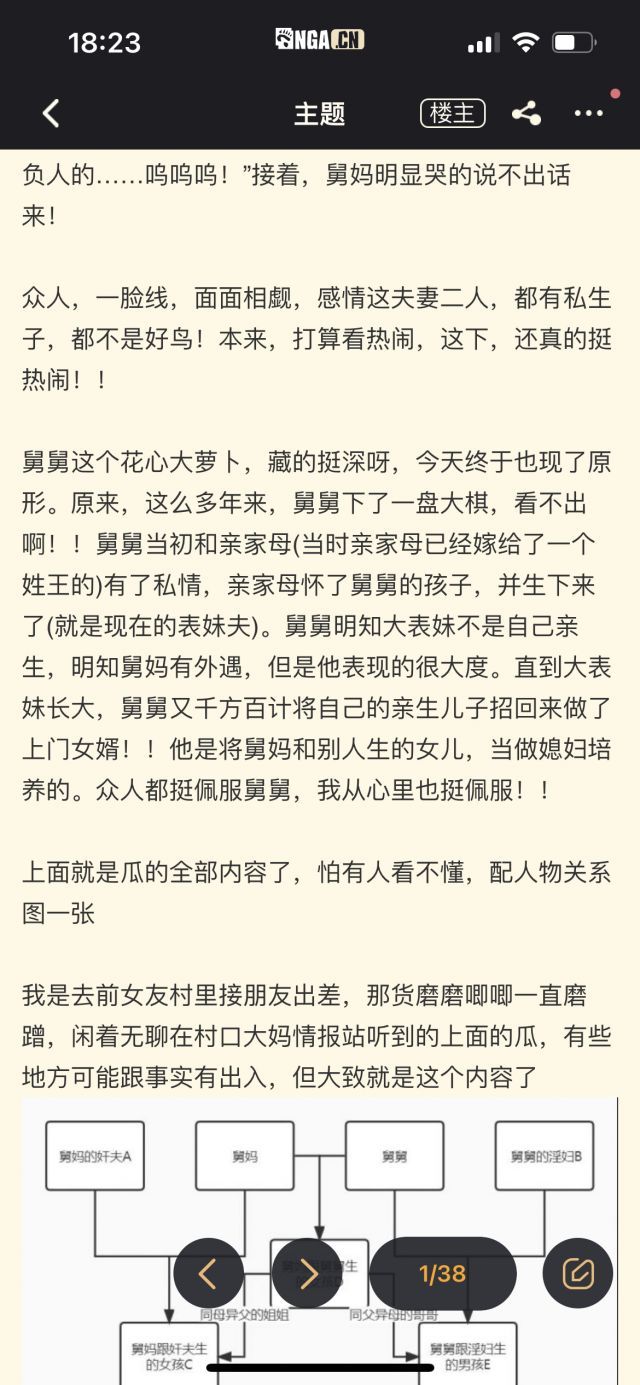 18:23
NGA.CN
主题
楼主
负人的……呜呜呜！”接着，舅妈明显哭的说不出话
来！
众人，一脸线，面面相觑，感情这夫妻二人，都有私生
子，都不是好鸟！本来，打算看热闹，这下，还真的挺
热闹！！
舅舅这个花心大萝卜，藏的挺深呀，今天终于也现了原
形。原来，这么多年来，舅舅下了一盘大棋，看不出
啊！！舅舅当初和亲家母(当时亲家母已经嫁给了一个
姓王的)有了私情，亲家母怀了舅舅的孩子，并生下来
了(就是现在的表妹夫)。舅舅明知大表妹不是自己亲
生，明知舅妈有外遇，但是他表现的很大度。直到大表
妹长大，舅舅又千方百计将自己的亲生儿子招回来做了
上门女婿！！他是将舅妈和别人生的女儿，当做媳妇培
养的。众人都挺佩服舅舅，我从心里也挺佩服！！
上面就是瓜的全部内容了，怕有人看不懂，配人物关系
图一张
我是去前女友村里接朋友出差，那货磨磨唧唧一直磨
蹭，闲着无聊在村口大妈情报站听到的上面的瓜，有些
地方可能跟事实有出入，但大致就是这个内容了
舅妈的奸夫A
舅妈
舅舅
舅舅的淫妇B
1/38
同母异父的姐姐
同父异母的哥哥
舅妈跟奸夫生
的女孩C
舅舅跟淫妇生
的男孩E